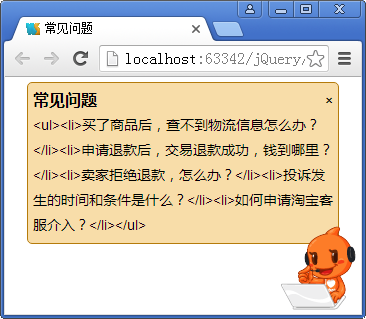 常见问题
localhost:63342/jQuery/
常见问题
<ul><li>买了商品后，查不到物流信息怎么办？
</li><li>申请退款后，交易退款成功，钱到哪里？
</li><li>卖家拒绝退款，怎么办？</li><li>投诉发
生的时间和条件是什么？</li><li>如何申请淘宝客
服介入？</li></ul>